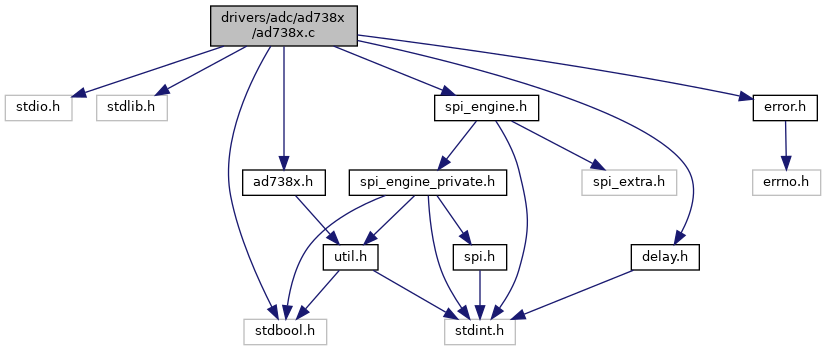 drivers/adc/ad738x
/ad738x.c
stdio.h
stdlib.h
spi_engine.h
error.h
ad738x.h
spi_engine_private.h
spi_extra.h
errno.h
util.h
spi.h
delay.h
stdbool.h
stdint.h